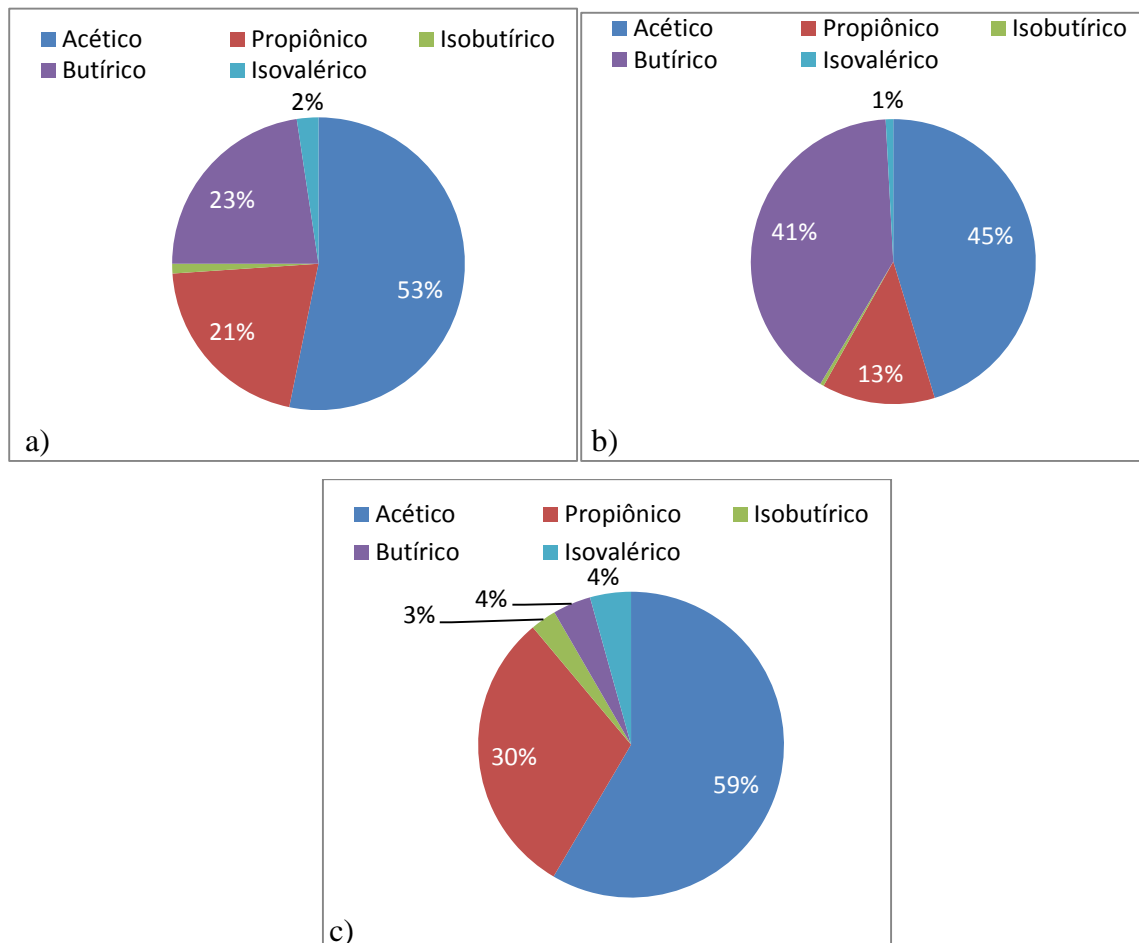 Acético Propiônico Isobutírico
Butírico Isovalérico
2%
23%
53%
21%
a)
Acético Propiônico Isobutírico
Butírico Isovalérico
1%
41%
45%
13%
b)
Acético Propiônico Isobutírico
Butírico Isovalérico
4%
4%
3%
30%
59%
c)